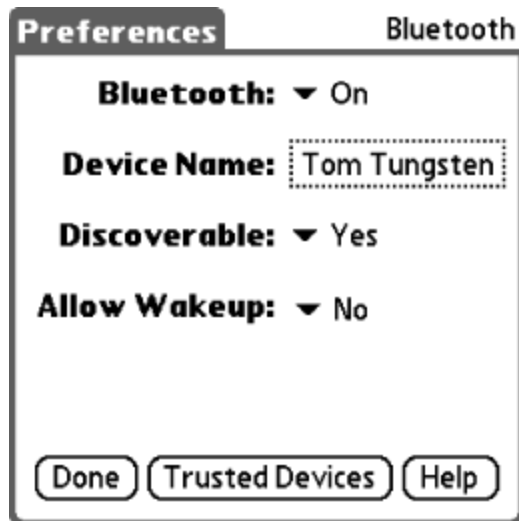 Preferences Bluetooth
Bluetooth: On
Device Name: Tom Tungsten
Discoverable: Yes
Allow Wakeup: No
Done Trusted Devices Help